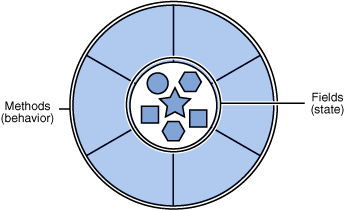 Methods
(behavior)
Fields
(state)